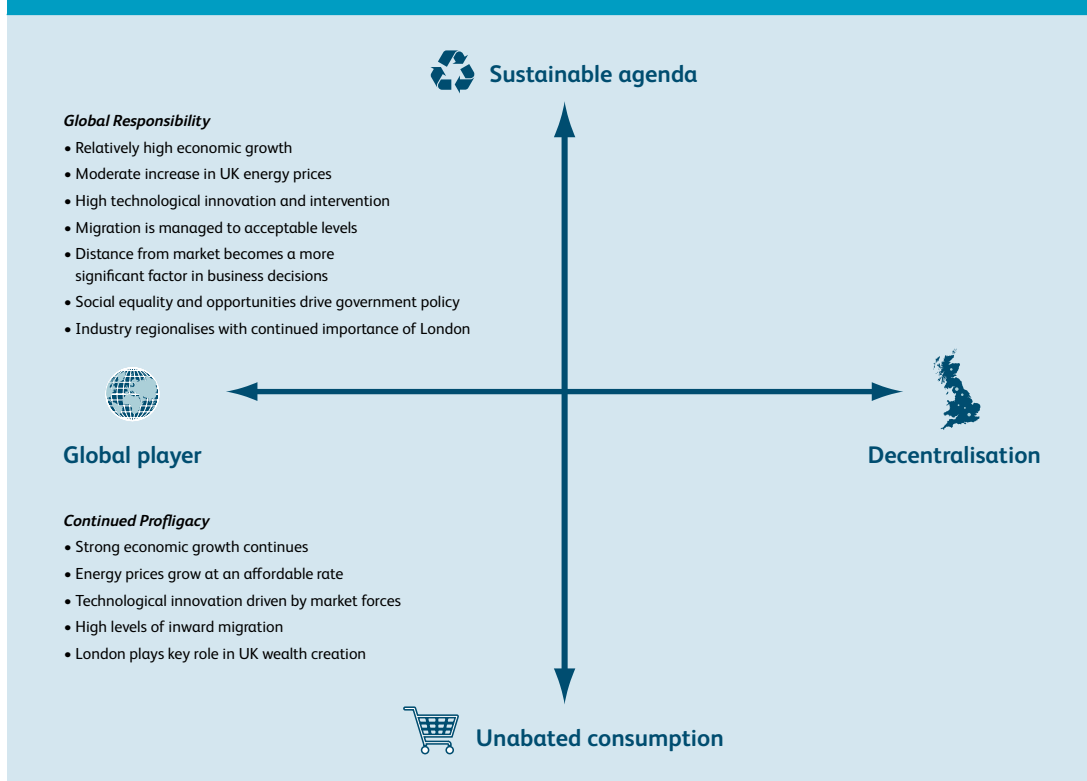 Sustainable agenda
Global Responsibility
• Relatively high economic growth
• Moderate increase in UK energy prices
• High technological innovation and intervention
• Migration is managed to acceptable levels
• Distance from market becomes a more
significant factor in business decisions
• Social equality and opportunities drive government policy
• Industry regionalises with continued importance of London
Global player
Decentralisation
Continued Profligacy
• Strong economic growth continues
• Energy prices grow at an affordable rate
• Technological innovation driven by market forces
• High levels of inward migration
• London plays key role in UK wealth creation
Unabated consumption